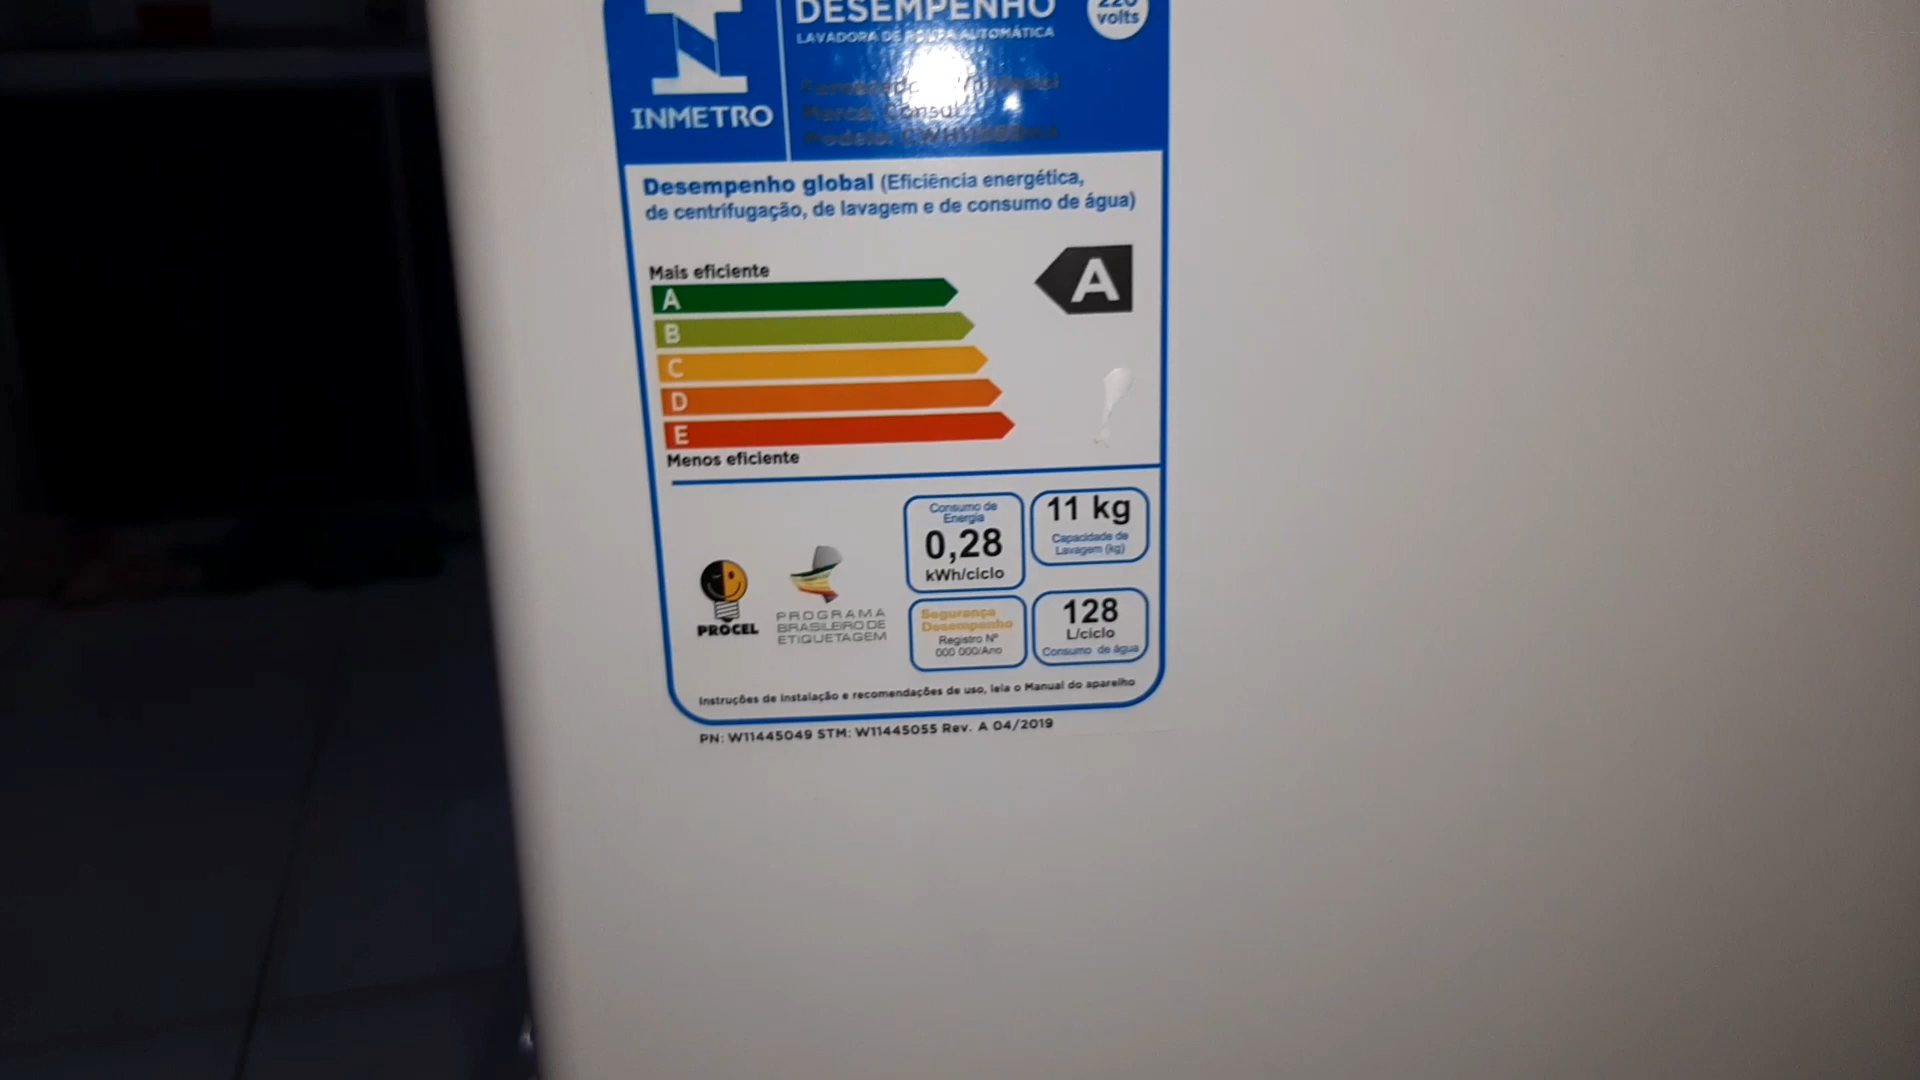 DESEMPENHO
220
volts
LAVADORA DE ROUPA AUTOMÁTICA
INMETRO
Marca: Consul
Modelo:
Desempenho global (Eficiência energética,
de centrifugação, de lavagem e de consumo de água)
Mais eficiente
A
A
B
C
D
E
Menos eficiente
Consumo de
Energia
0,28
kWh/ciclo
11 kg
Capacidade de
Lavagem (kg)
PROCEL
PROGRAMA
BRASILEIRO DE
ETIQUETAGEM
Segurança
Desempenho
Registro Nº
000 000/Ano
128
L/ciclo
Consumo de água
Instruções de instalação e recomendações de uso, leia o Manual do aparelho
PN: W11445049 STM: W11445055 Rev. A 04/2019